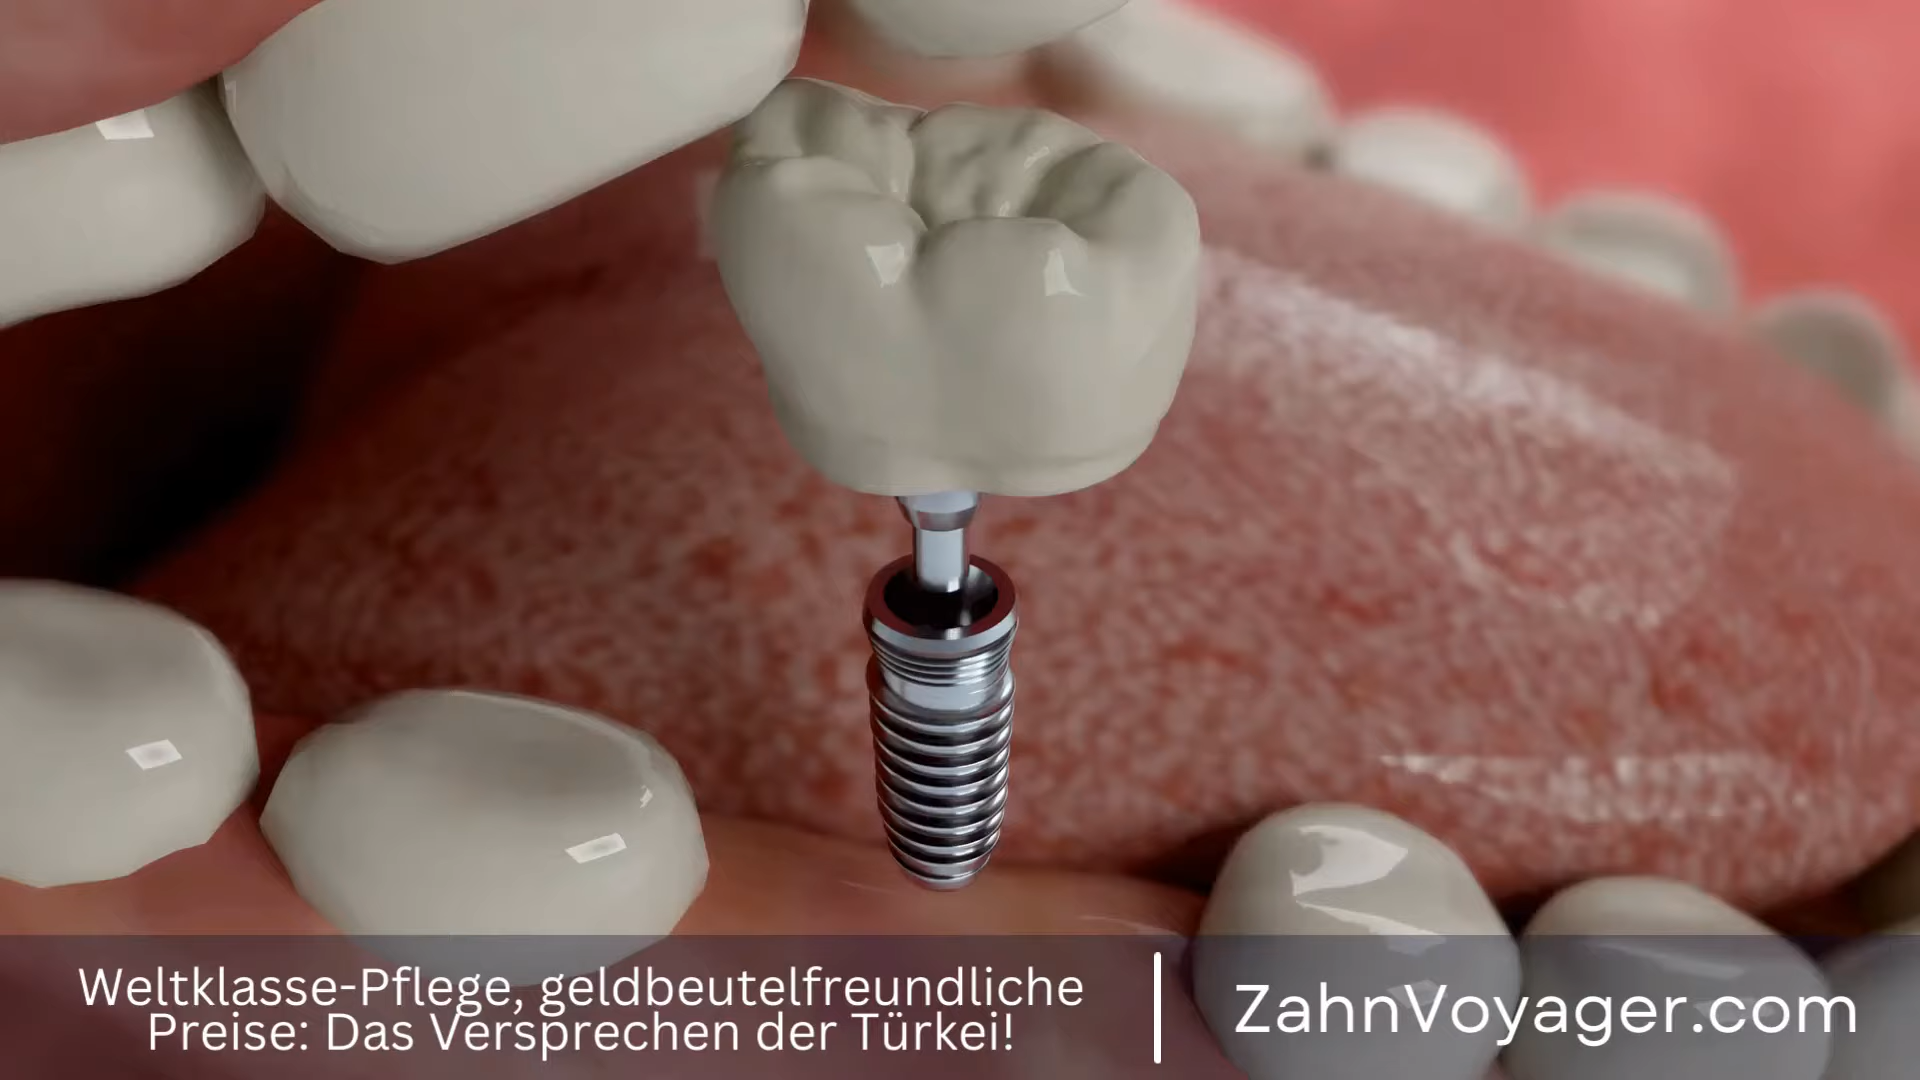 Weltklasse-Pflege, geldbeutelfreundliche
Preise: Das Versprechen der Türkei!
ZahnVoyager.com